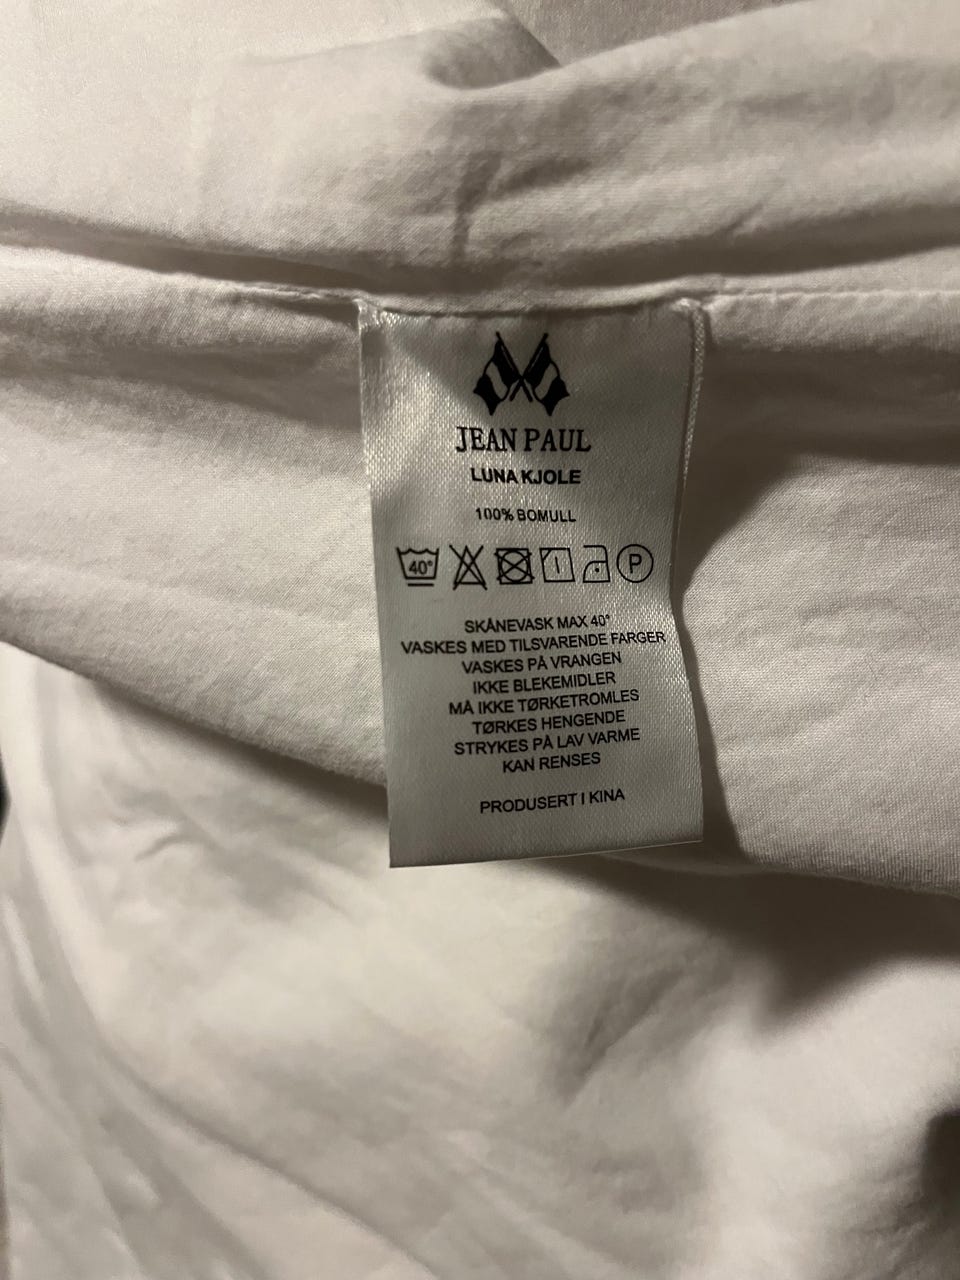 JEAN PAUL
LUNA KJOLE
100% BOMULL
40° P
SKÅNEVASK MAX 40°
VASKES MED TILSVARENDE FARGER
VASKES PÅ VRANGEN
IKKE BLEKEMIDLER
MÅ IKKE TØRKETROMLES
TØRKES HENGENDE
STRYKES PÅ LAV VARME
KAN RENSES
PRODUSERT I KINA